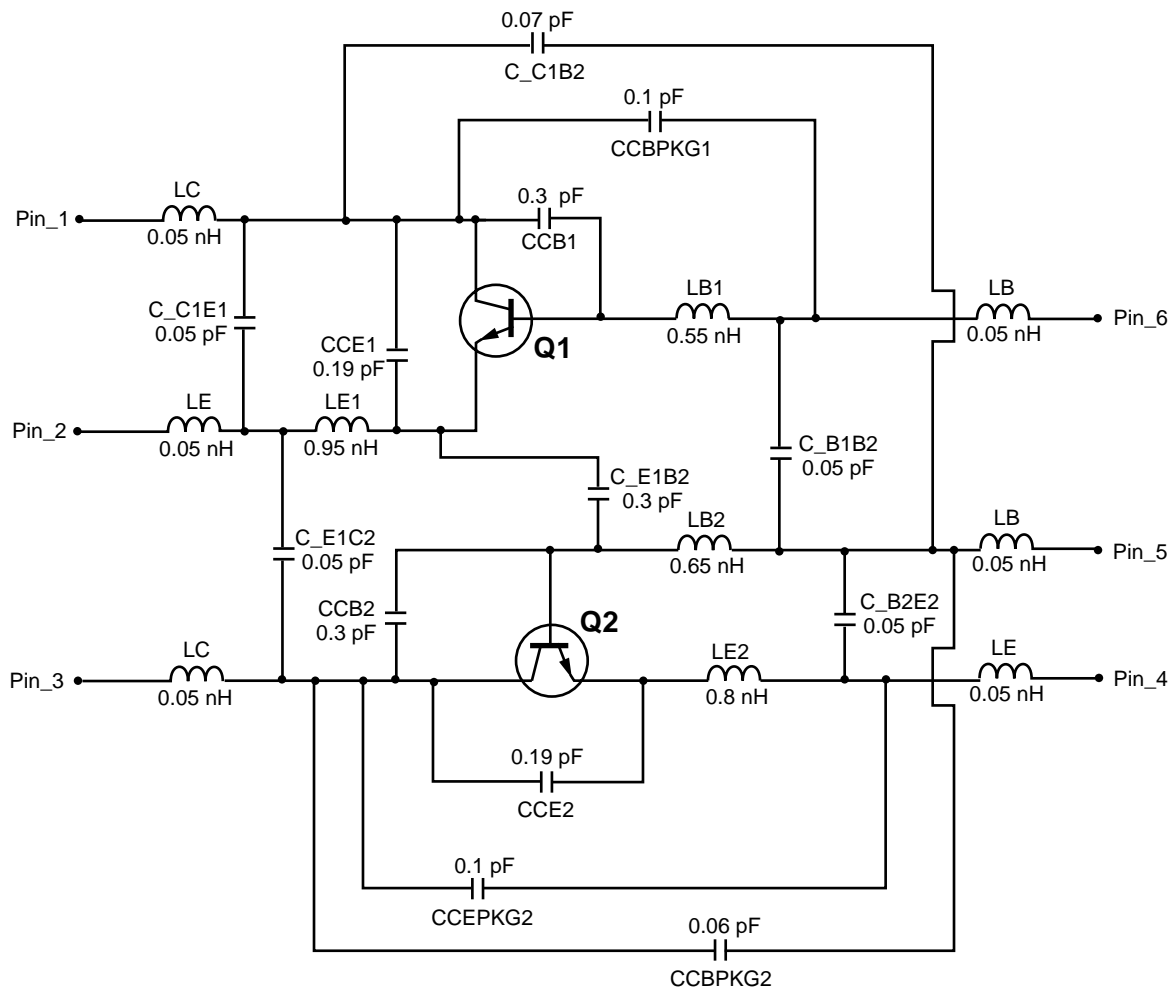 0.07 pF
C_C1B2
0.1 pF
CCBPKG1
LC
0.3 pF
Pin_1
0.05 nH
CCB1
LB1
LB
C_C1E1
0.05 pF
Pin_6
0.55 nH
0.05 nH
CCE1
0.19 pF
Q1
LE
LE1
Pin_2
0.05 nH
0.95 nH
C_B1B2
0.05 pF
C_E1B2
0.3 pF
LB2
LB
C_E1C2
0.05 pF
Pin_5
0.65 nH
0.05 nH
CCB2
0.3 pF
C_B2E2
0.05 pF
Q2
LC
LE2
LE
Pin_3
0.05 nH
0.8 nH
0.05 nH
Pin_4
0.19 pF
CCE2
0.1 pF
CCEPKG2
0.06 pF
CCBPKG2